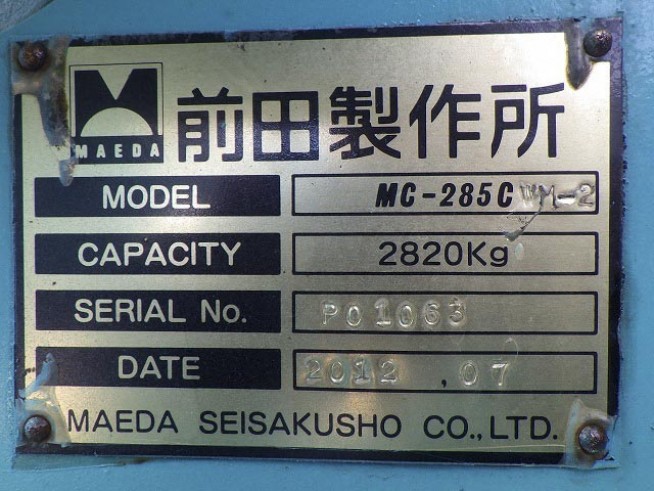 MAEDA
前田製作所
MODEL MC-285CWM-2
CAPACITY 2820Kg
SERIAL No. P01063
DATE 2012 .07
MAEDA SEISAKUSHO CO.,LTD.